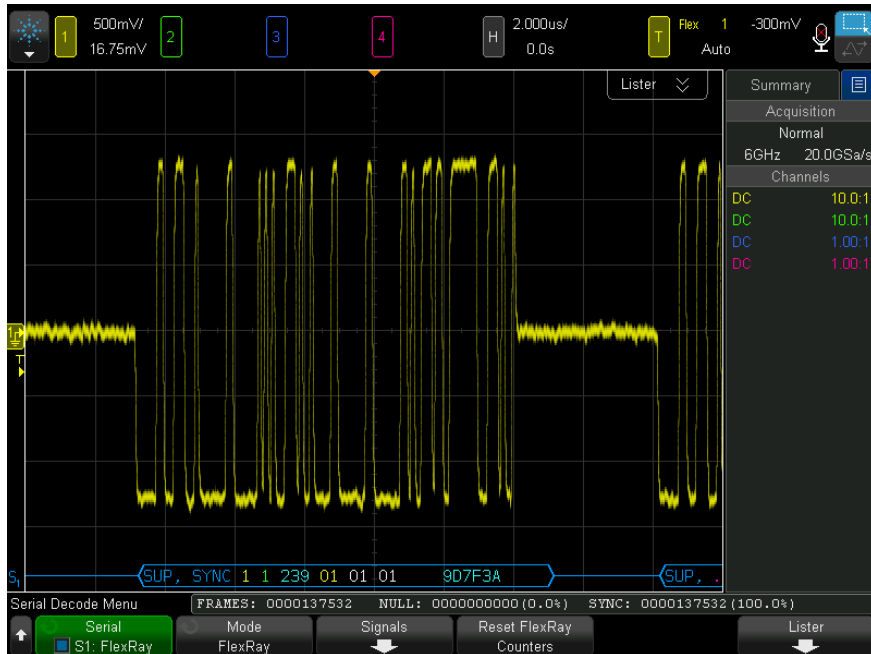 1 500mV/ 2 3 4 H 2.000us/ T Flex 1 -300mV
16.75mV 0.0s Auto
Lister
Summary
Acquisition
Normal
6GHz 20.0GSa/s
Channels
DC 10.0:1
DC 10.0:1
DC 1.00:1
DC 1.00:1
1
T
S1 SUP, SYNC 1 1 239 01 01 01 9D7F3A SUP, .
Serial Decode Menu FRAMES: 0000137532 NULL: 0000000000(0.0%) SYNC: 0000137532(100.0%)
Serial Mode Signals Reset FlexRay Lister
S1: FlexRay FlexRay Counters